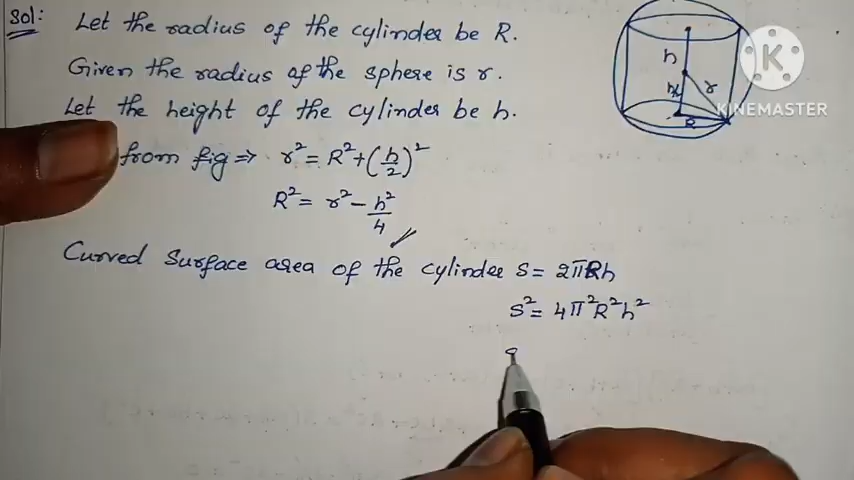 Sol: Let the radius of the cylinder be R.
Given the radius of the sphere is r.
Let the height of the cylinder be h.
from fig ⇒ r² = R² + (h/2)²
R² = r² - h²/4
Curved Surface area of the cylinder S = 2πRh
S² = 4π²R²h²
h
r
R
K
KINEMASTER